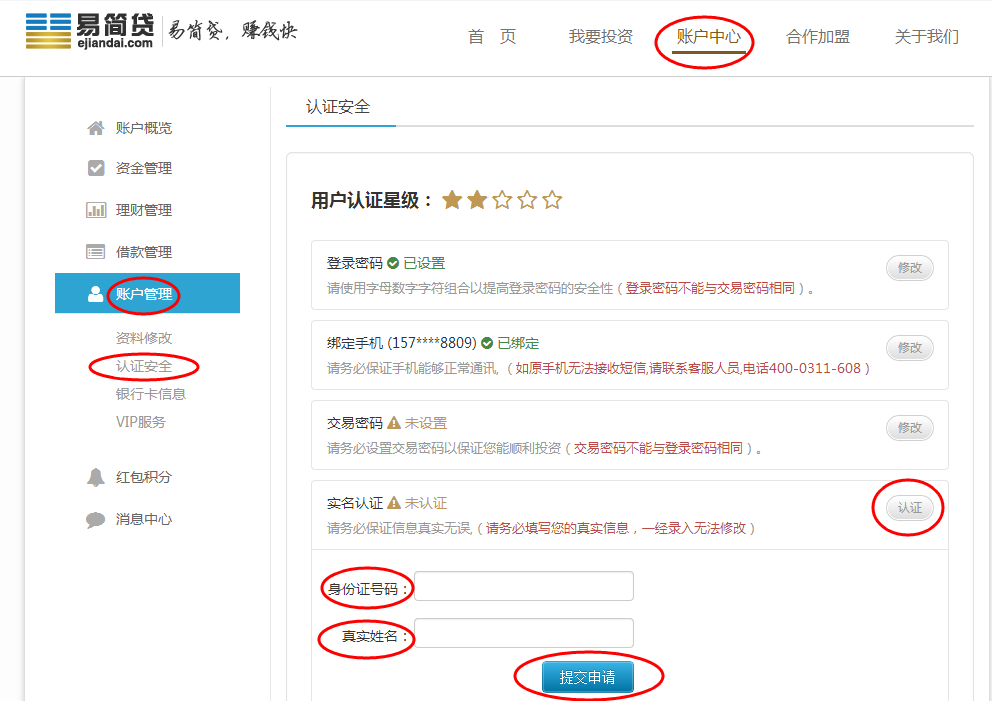 易简贷
ejiandai.com
易简贷，赚钱快
首 页 我要投资 账户中心 合作加盟 关于我们
账户概览
资金管理
理财管理
借款管理
账户管理
资料修改
认证安全
银行卡信息
VIP服务
红包积分
消息中心
认证安全
用户认证星级：
登录密码 已设置
修改
请使用字母数字字符组合以提高登录密码的安全性（登录密码不能与交易密码相同）。
绑定手机 (157****8809) 已绑定
修改
请务必保证手机能够正常通讯,（如原手机无法接收短信,请联系客服人员,电话400-0311-608）
交易密码 未设置
修改
请务必设置交易密码以保证您能顺利投资（交易密码不能与登录密码相同）。
实名认证 未认证
认证
请务必保证信息真实无误,（请务必填写您的真实信息，一经录入无法修改）
身份证号码：
真实姓名：
提交申请